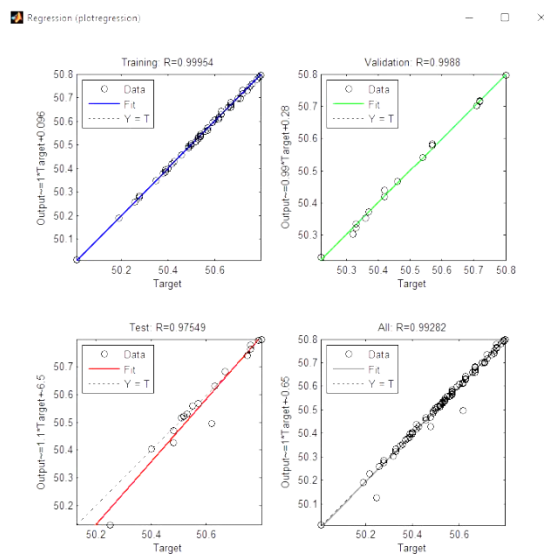 Regression (plotregression)
Training: R=0.99954
Output~=1*Target+0.096
50.8
50.7
50.6
50.5
50.4
50.3
50.2
50.1
Data
Fit
Y = T
50.2 50.4 50.6
Target
Validation: R=0.9988
Output~=0.99*Target+0.28
50.8
50.7
50.6
50.5
50.4
50.3
Data
Fit
Y = T
50.3 50.4 50.5 50.6 50.7 50.8
Target
Test: R=0.97549
Output~=1.1*Target+-6.5
50.7
50.6
50.5
50.4
50.3
50.2
Data
Fit
Y = T
50.2 50.4 50.6
Target
All: R=0.99282
Output~=1*Target+-0.65
50.8
50.7
50.6
50.5
50.4
50.3
50.2
50.1
Data
Fit
Y = T
50.2 50.4 50.6
Target